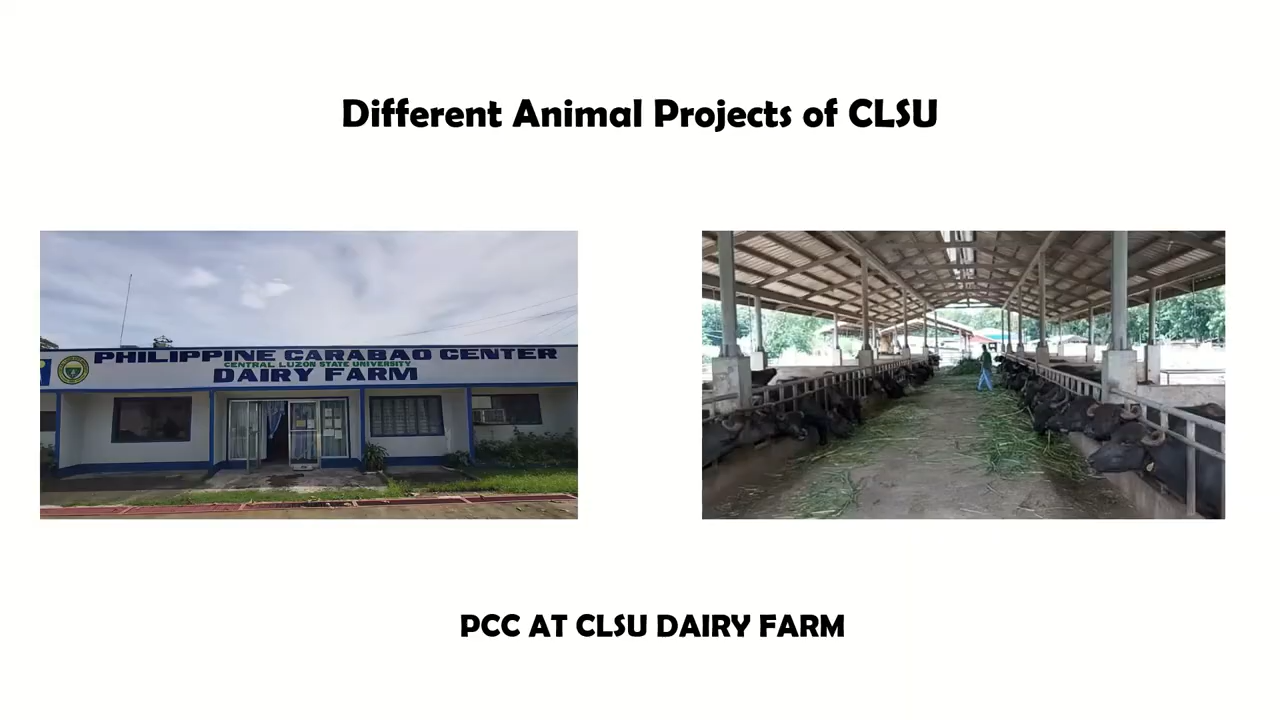 Different Animal Projects of CLSU
PHILIPPINE CARABAO CENTER
CENTRAL LUZON STATE UNIVERSITY
DAIRY FARM
PCC AT CLSU DAIRY FARM